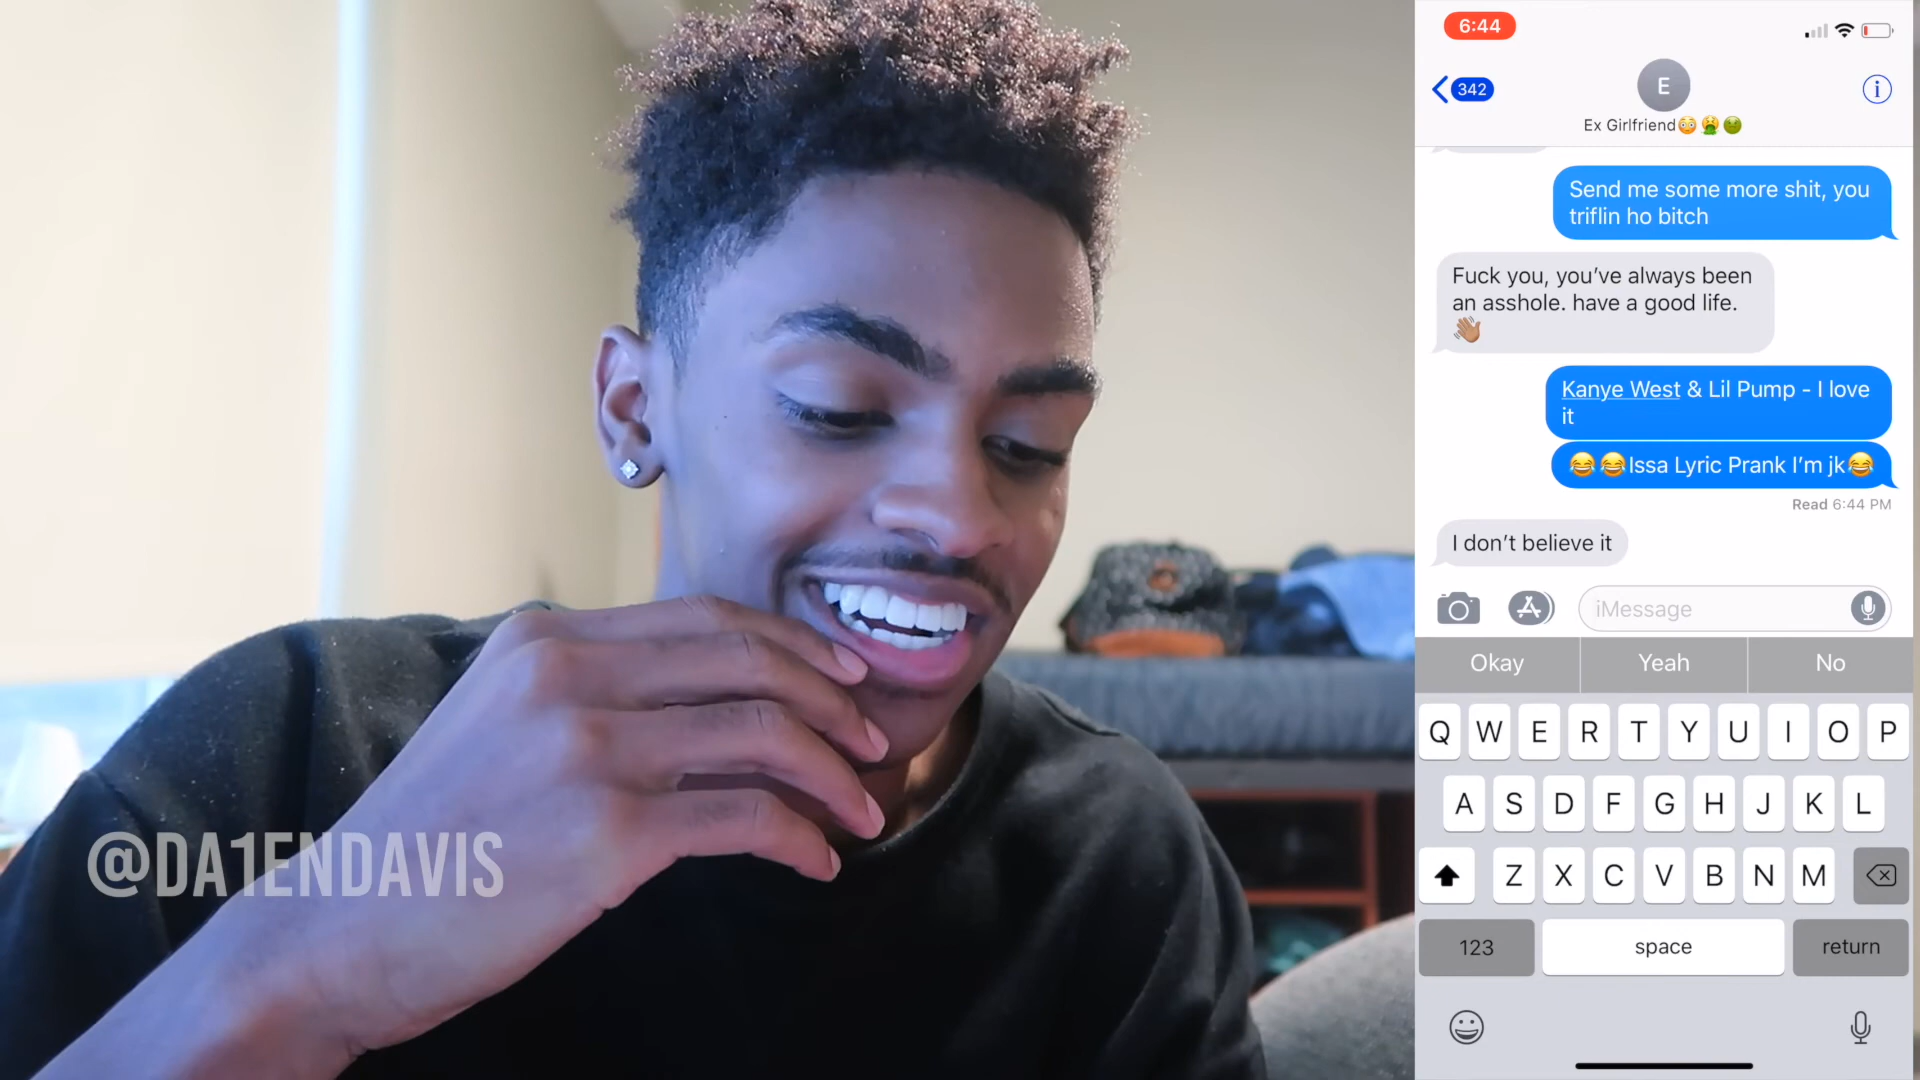 6:44
342
E
Ex Girlfriend😳🤮🤢
Send me some more shit, you
triflin ho bitch
Fuck you, you’ve always been
an asshole. have a good life.
👋🏽
Kanye West & Lil Pump - I love
it
😂😂Issa Lyric Prank I’m jk😂
Read 6:44 PM
I don’t believe it
iMessage
Okay Yeah No
Q W E R T Y U I O P
A S D F G H J K L
Z X C V B N M
123 space return
@DA1ENDAVIS